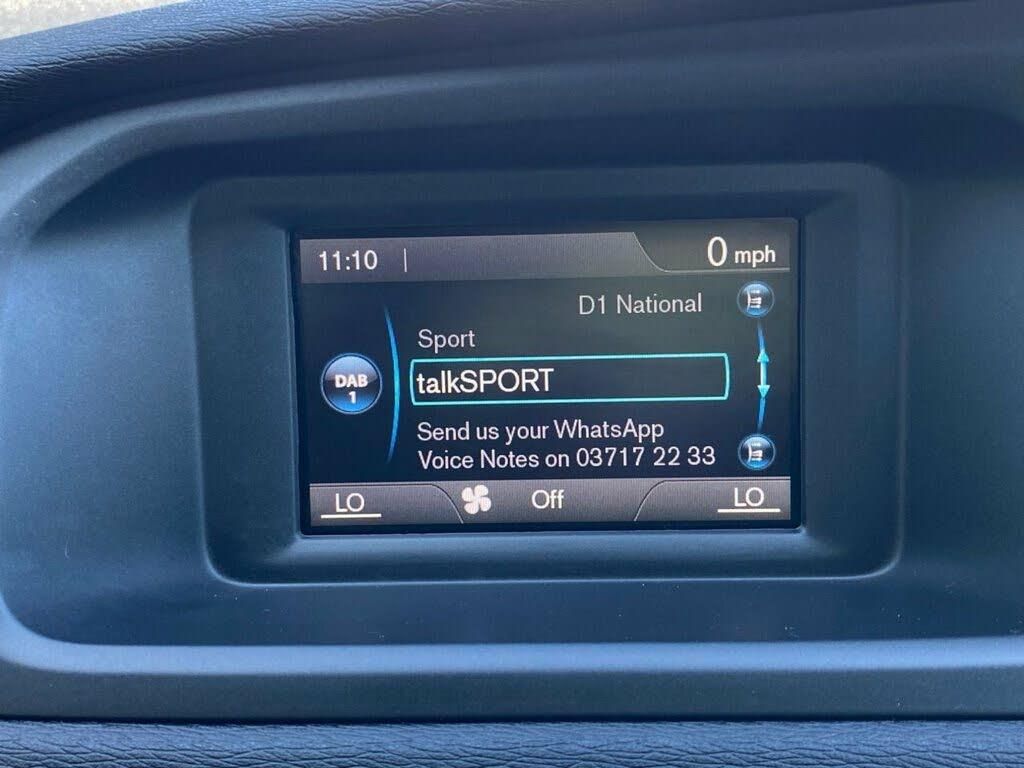 11:10
0 mph
D1 National
Sport
DAB
1
talkSPORT
Send us your WhatsApp
Voice Notes on 03717 22 33
LO
Off
LO